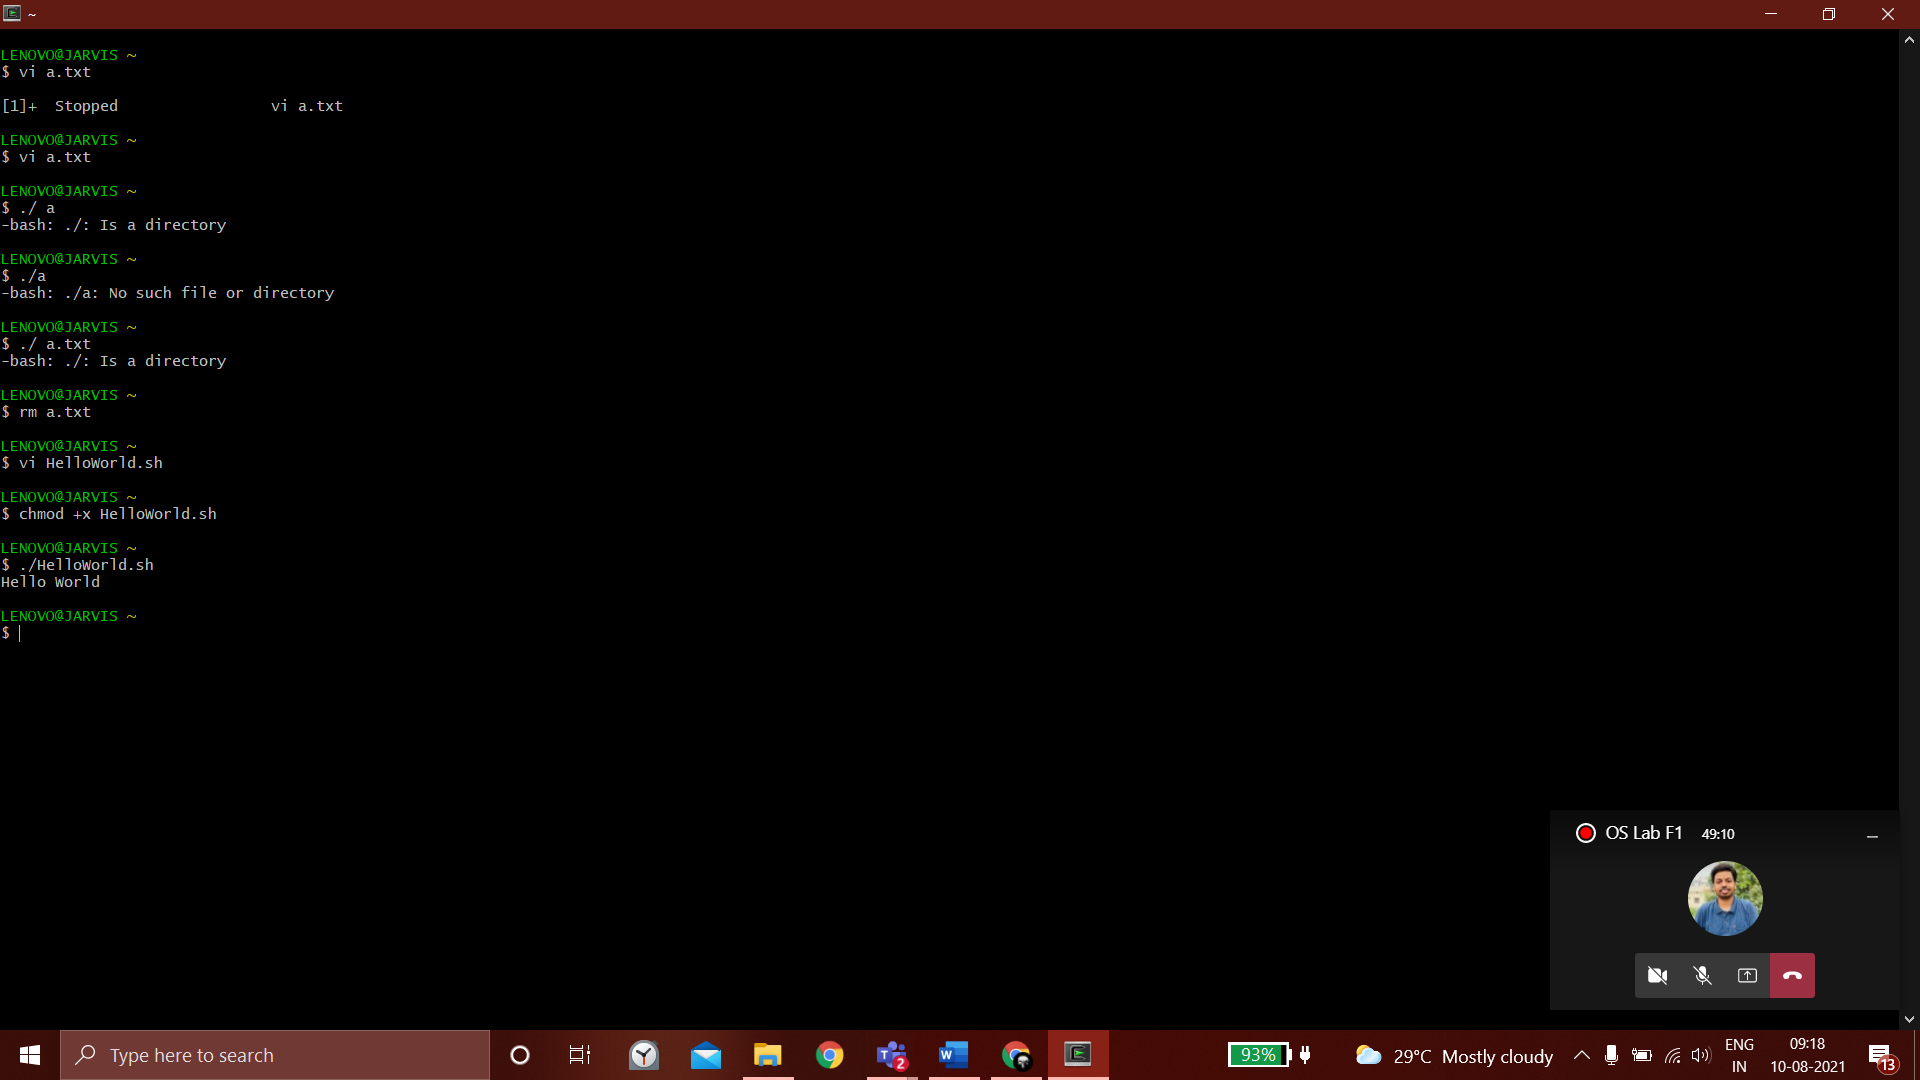 ~
LENOVO@JARVIS ~
$ vi a.txt
[1]+  Stopped                 vi a.txt
LENOVO@JARVIS ~
$ vi a.txt
LENOVO@JARVIS ~
$ ./ a
-bash: ./: Is a directory
LENOVO@JARVIS ~
$ ./a
-bash: ./a: No such file or directory
LENOVO@JARVIS ~
$ ./ a.txt
-bash: ./: Is a directory
LENOVO@JARVIS ~
$ rm a.txt
LENOVO@JARVIS ~
$ vi HelloWorld.sh
LENOVO@JARVIS ~
$ chmod +x HelloWorld.sh
LENOVO@JARVIS ~
$ ./HelloWorld.sh
Hello World
LENOVO@JARVIS ~
$
OS Lab F1 49:10
Type here to search
T 2
W
93%
29°C Mostly cloudy
ENG
IN
09:18
10-08-2021
13